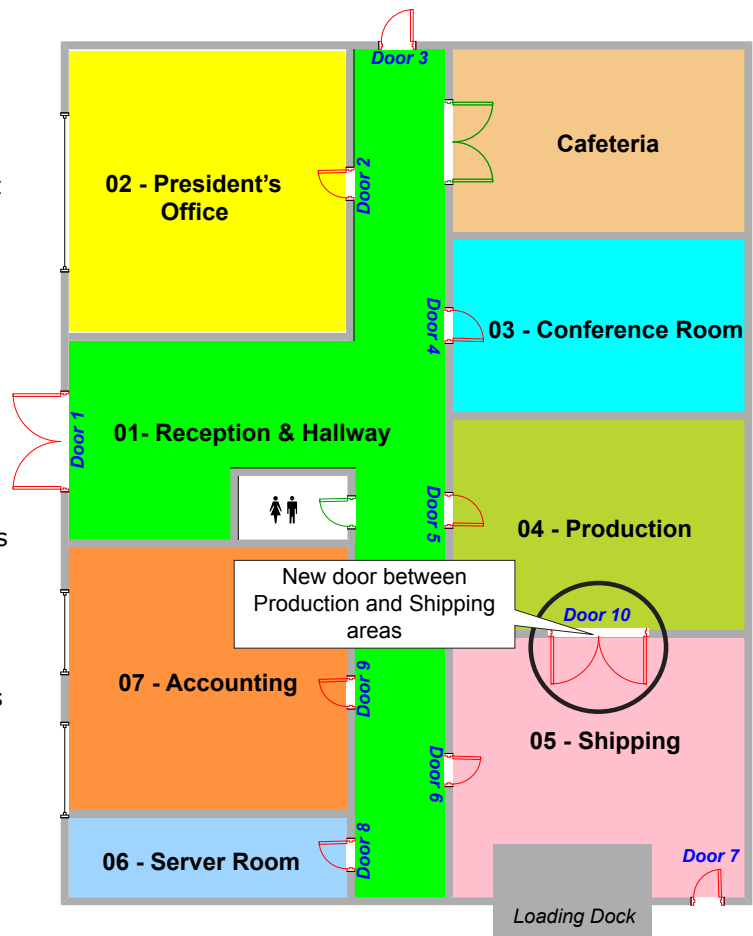 Door 3
Cafeteria
02 - President's
Office
Door 2
Door 4
03 - Conference Room
Door 1
01- Reception & Hallway
Door 5
04 - Production
s
New door between
Production and Shipping
areas
Door 10
07 - Accounting
Door 9
s
05 - Shipping
Door 6
06 - Server Room
Door 8
Door 7
Loading Dock